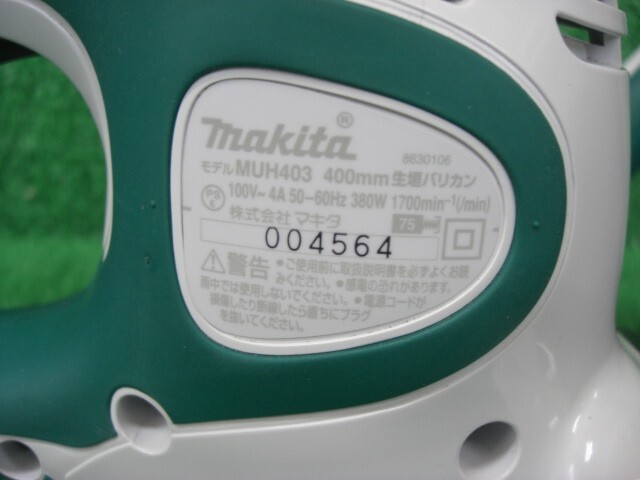 makita®
8830106
モデル MUH403 400mm 生垣バリカン
PS E 100V~ 4A 50-60Hz 380W 1700min⁻¹(/min)
株式会社 マキタ 75
004564
⚠警告 •ご使用前に取扱説明書を必ずよくお読
みください。•感電の恐れがあります。
雨中では使用しないでください。•電源コードが
損傷したり断線したら直ちにプラグ
を抜いてください。